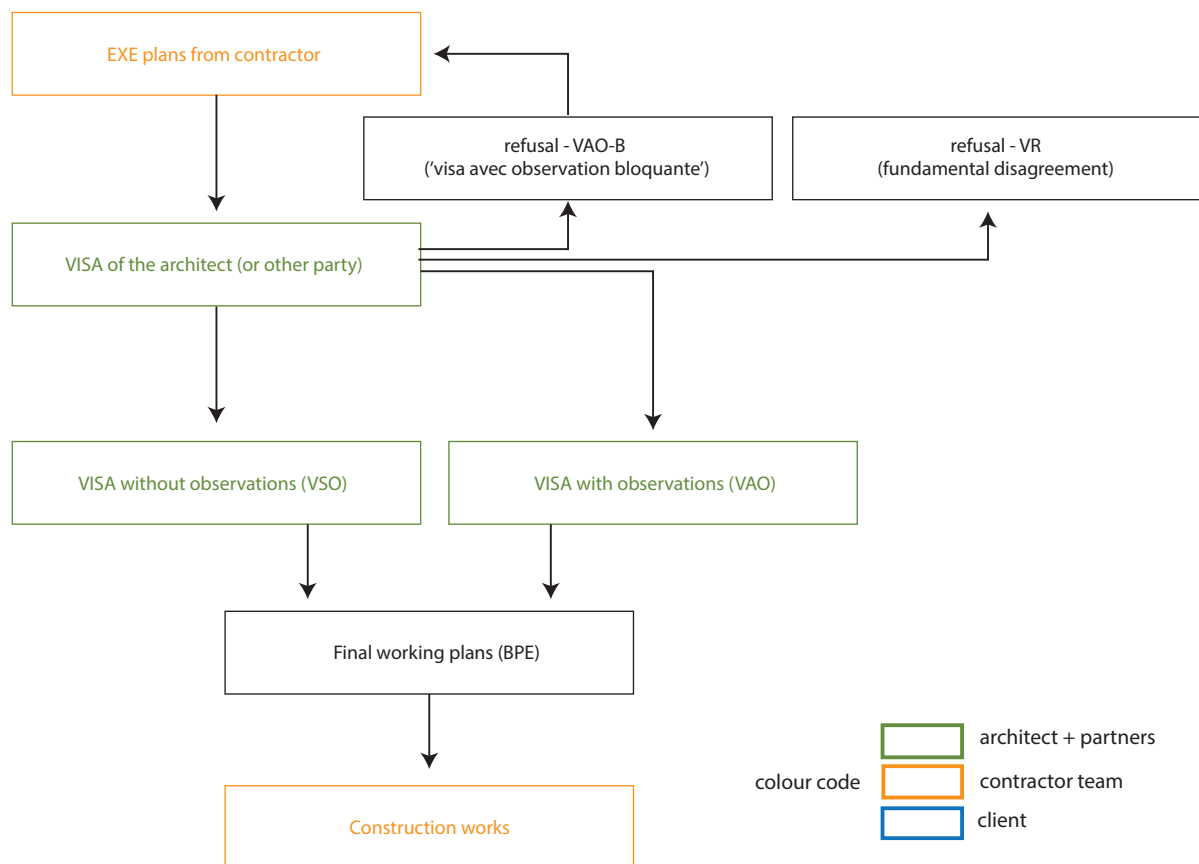 EXE plans from contractor
refusal - VAO-B
('visa avec observation bloquante')
refusal - VR
(fundamental disagreement)
VISA of the architect (or other party)
VISA without observations (VSO)
VISA with observations (VAO)
Final working plans (BPE)
Construction works
colour code
architect + partners
contractor team
client